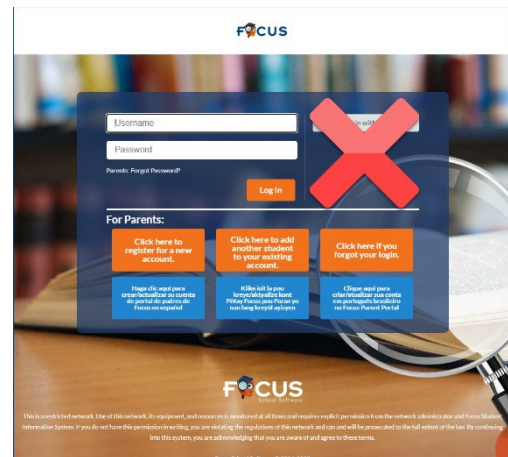 FOCUS
Username
in with
Password
Parents: Forgot Password?
Log In
For Parents:
Click here to
register for a new
account.
Click here to add
another student
to your existing
account.
Click here if you
forgot your login.
Haga clic aquí para
crear/actualizar su cuenta
de portal de padres de
Focus en español
Klike isit la pou
kreye/aktyalize kont
Pòtay Focus pou Paran yo
nan lang kreyòl ayisyen
Clique aqui para
criar/atualizar sua conta
em português brasileiro
no Focus Parent Portal
FOCUS
School Software
This is a restricted network. Use of this network, its equipment, and resources is monitored at all times and requires explicit permission from the network administrator and Focus Student
Information System. If you do not have this permission in writing, you are violating the regulations of this network and can and will be prosecuted to the full extent of the law. By continuing
into this system, you are acknowledging that you are aware of and agree to these terms.